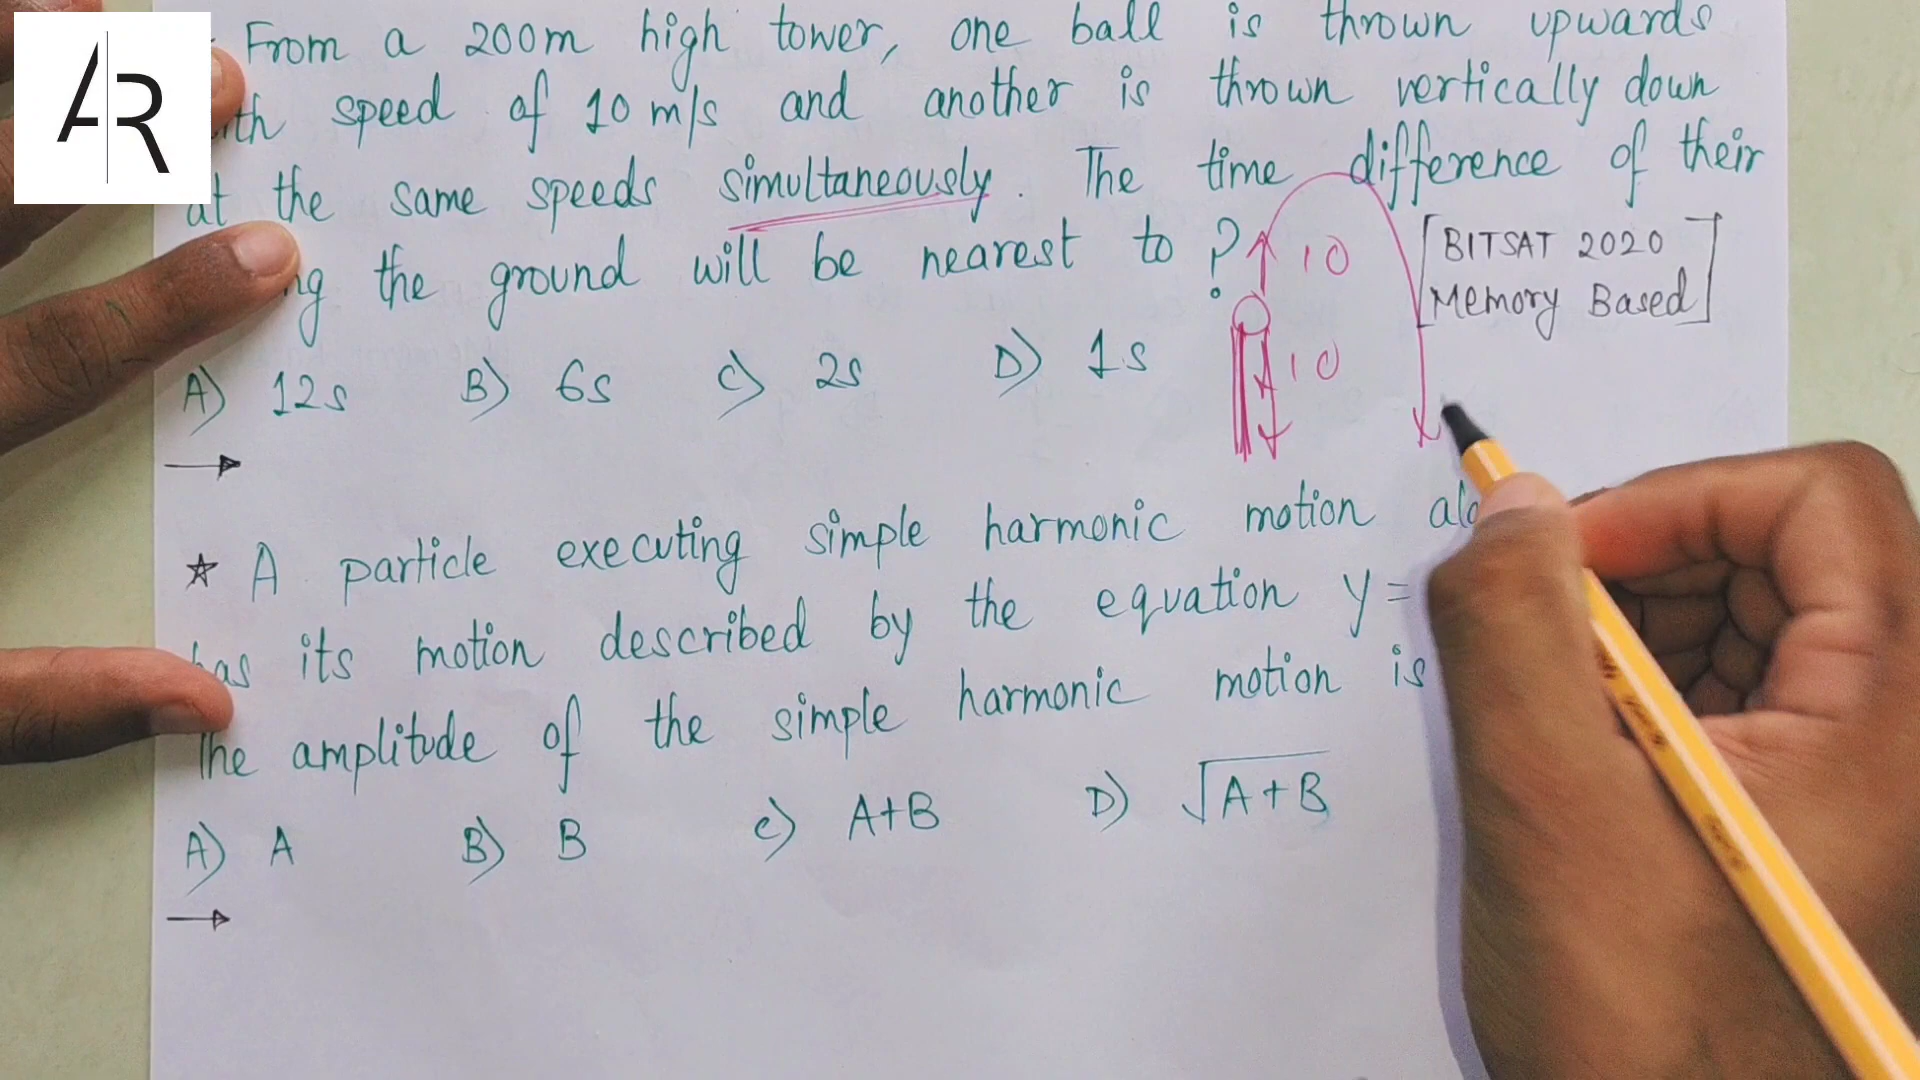 AR
From a 200m high tower, one ball is thrown upwards
speed of 10 m/s and another is thrown vertically down
at the same speeds simultaneously. The time difference of their
the ground will be nearest to ?
10
[BITSAT 2020
Memory Based]
10
A) 12s B) 6s C) 2s D) 1s
A particle executing simple harmonic motion
has its motion described by the equation y =
The amplitude of the simple harmonic motion is
A) A B) B C) A+B D) √A+B